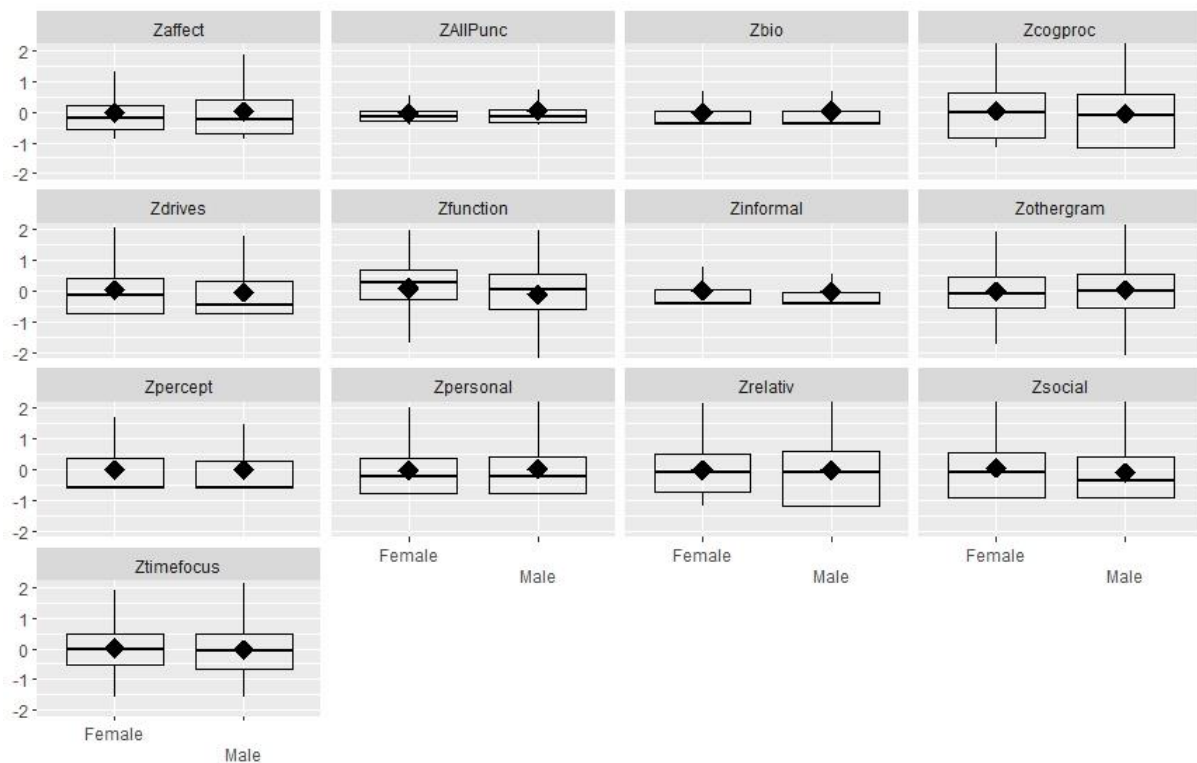 Zaffect ZAllPunc Zbio Zcogproc
2
1
0
-1
-2
Zdrives Zfunction Zinformal Zothergram
2
1
0
-1
-2
Zpercept Zpersonal Zrelativ Zsocial
2
1
0
-1
-2
Female Female Female
Male Male Male
Ztimefocus
2
1
0
-1
-2
Female
Male